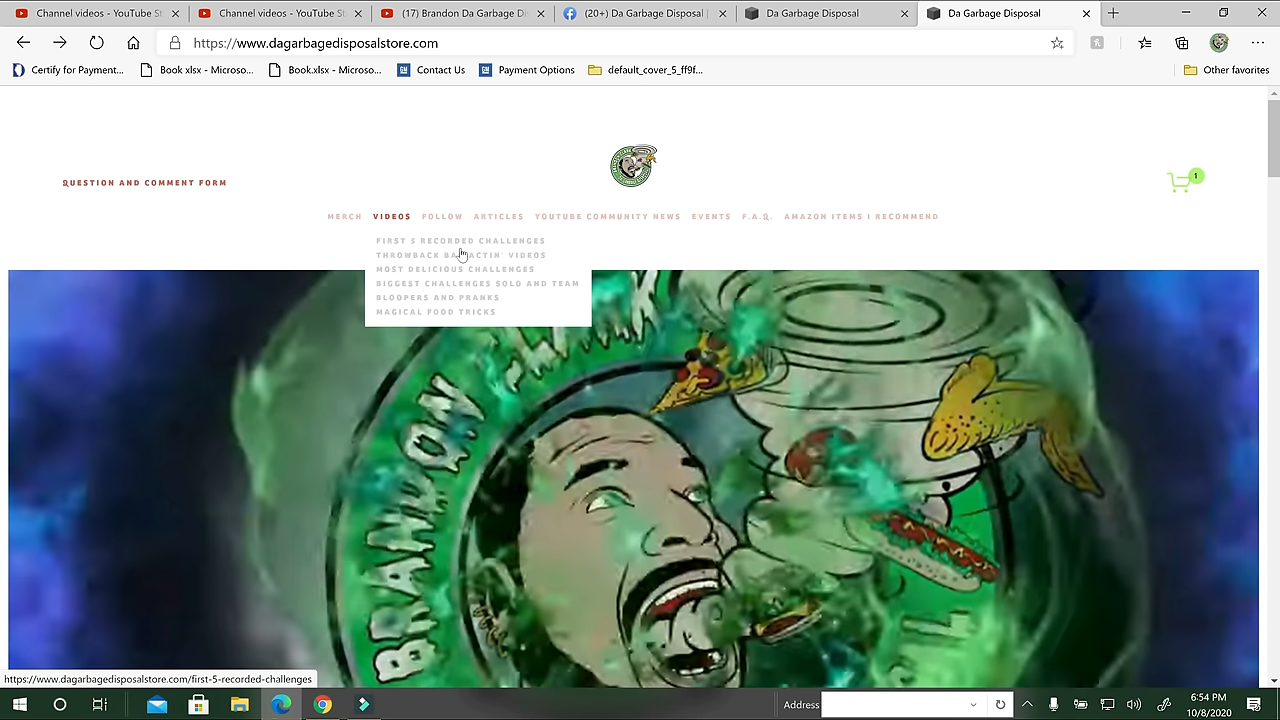 Channel videos - YouTube St
Channel videos - YouTube St
(17) Brandon Da Garbage Di
(20+) Da Garbage Disposal |
Da Garbage Disposal
Da Garbage Disposal
https://www.dagarbagedisposalstore.com
Certify for Payment...
Book.xlsx - Microso...
Book.xlsx - Microso...
Contact Us
Payment Options
default_cover_5_ff9f...
Other favorites
QUESTION AND COMMENT FORM
1
MERCH VIDEOS FOLLOW ARTICLES YOUTUBE COMMUNITY NEWS EVENTS F.A.Q. AMAZON ITEMS I RECOMMEND
FIRST 5 RECORDED CHALLENGES
THROWBACK VIDEOS
MOST DELICIOUS CHALLENGES
BIGGEST CHALLENGES SOLO AND TEAM
BLOOPERS AND PRANKS
MAGICAL FOOD TRICKS
BRANDON
https://www.dagarbagedisposalstore.com/first-5-recorded-challenges
Address
6:54 PM
10/8/2020